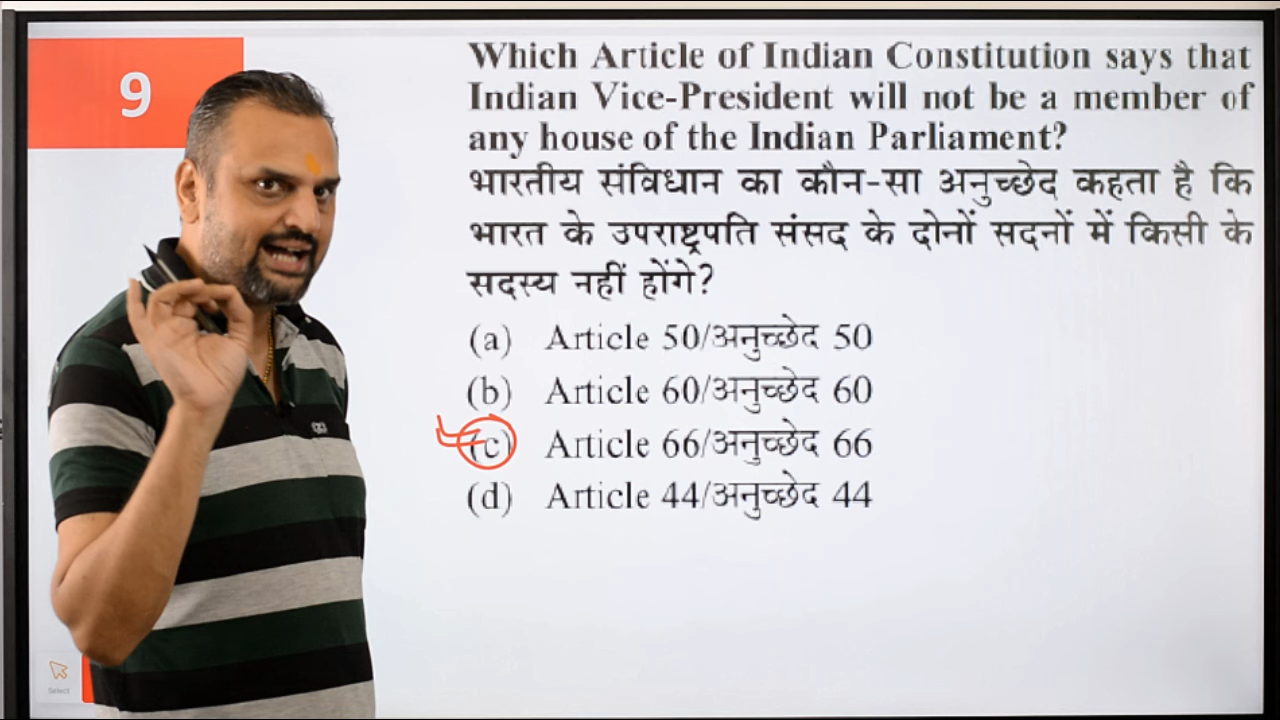 9
Which Article of Indian Constitution says that
Indian Vice-President will not be a member of
any house of the Indian Parliament?
भारतीय संविधान का कौन-सा अनुच्छेद कहता है कि
भारत के उपराष्ट्रपति संसद के दोनों सदनों में किसी के
सदस्य नहीं होंगे?
(a) Article 50/अनुच्छेद 50
(b) Article 60/अनुच्छेद 60
(c) Article 66/अनुच्छेद 66
(d) Article 44/अनुच्छेद 44
Select